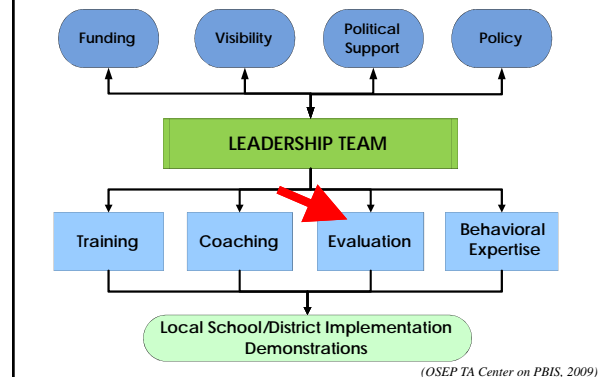 Funding
Visibility
Political
Support
Policy
LEADERSHIP TEAM
Training
Coaching
Evaluation
Behavioral
Expertise
Local School/District Implementation
Demonstrations
(OSEP TA Center on PBIS, 2009)